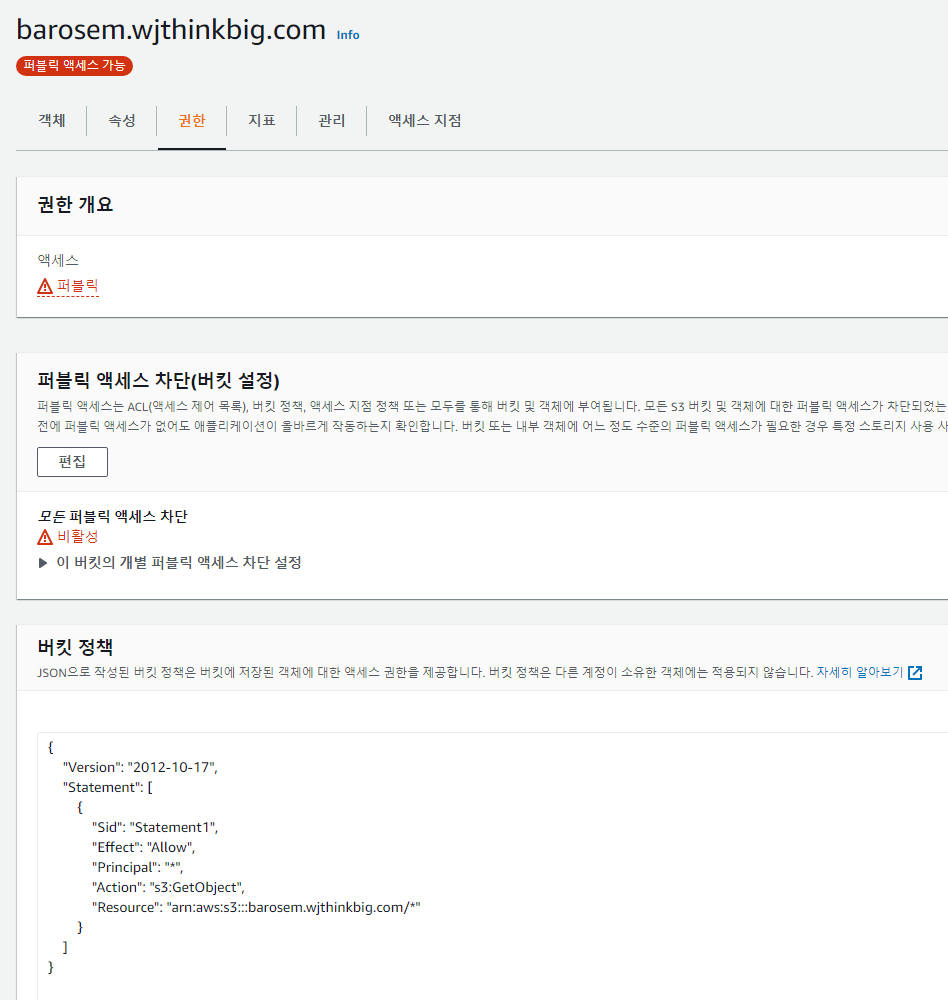 barosem.wjthinkbig.com Info
퍼블릭 액세스 가능
객체 속성 권한 지표 관리 액세스 지점
권한 개요
액세스
퍼블릭
퍼블릭 액세스 차단(버킷 설정)
퍼블릭 액세스는 ACL(액세스 제어 목록), 버킷 정책, 액세스 지점 정책 또는 모두를 통해 버킷 및 객체에 부여됩니다. 모든 S3 버킷 및 객체에 대한 퍼블릭 액세스가 차단되었는
전에 퍼블릭 액세스가 없어도 애플리케이션이 올바르게 작동하는지 확인합니다. 버킷 또는 내부 객체에 어느 정도 수준의 퍼블릭 액세스가 필요한 경우 특정 스토리지 사용 사
편집
모든 퍼블릭 액세스 차단
비활성
이 버킷의 개별 퍼블릭 액세스 차단 설정
버킷 정책
JSON으로 작성된 버킷 정책은 버킷에 저장된 객체에 대한 액세스 권한을 제공합니다. 버킷 정책은 다른 계정이 소유한 객체에는 적용되지 않습니다. 자세히 알아보기
{
"Version": "2012-10-17",
"Statement": [
{
"Sid": "Statement1",
"Effect": "Allow",
"Principal": "*",
"Action": "s3:GetObject",
"Resource": "arn:aws:s3:::barosem.wjthinkbig.com/*"
}
]
}